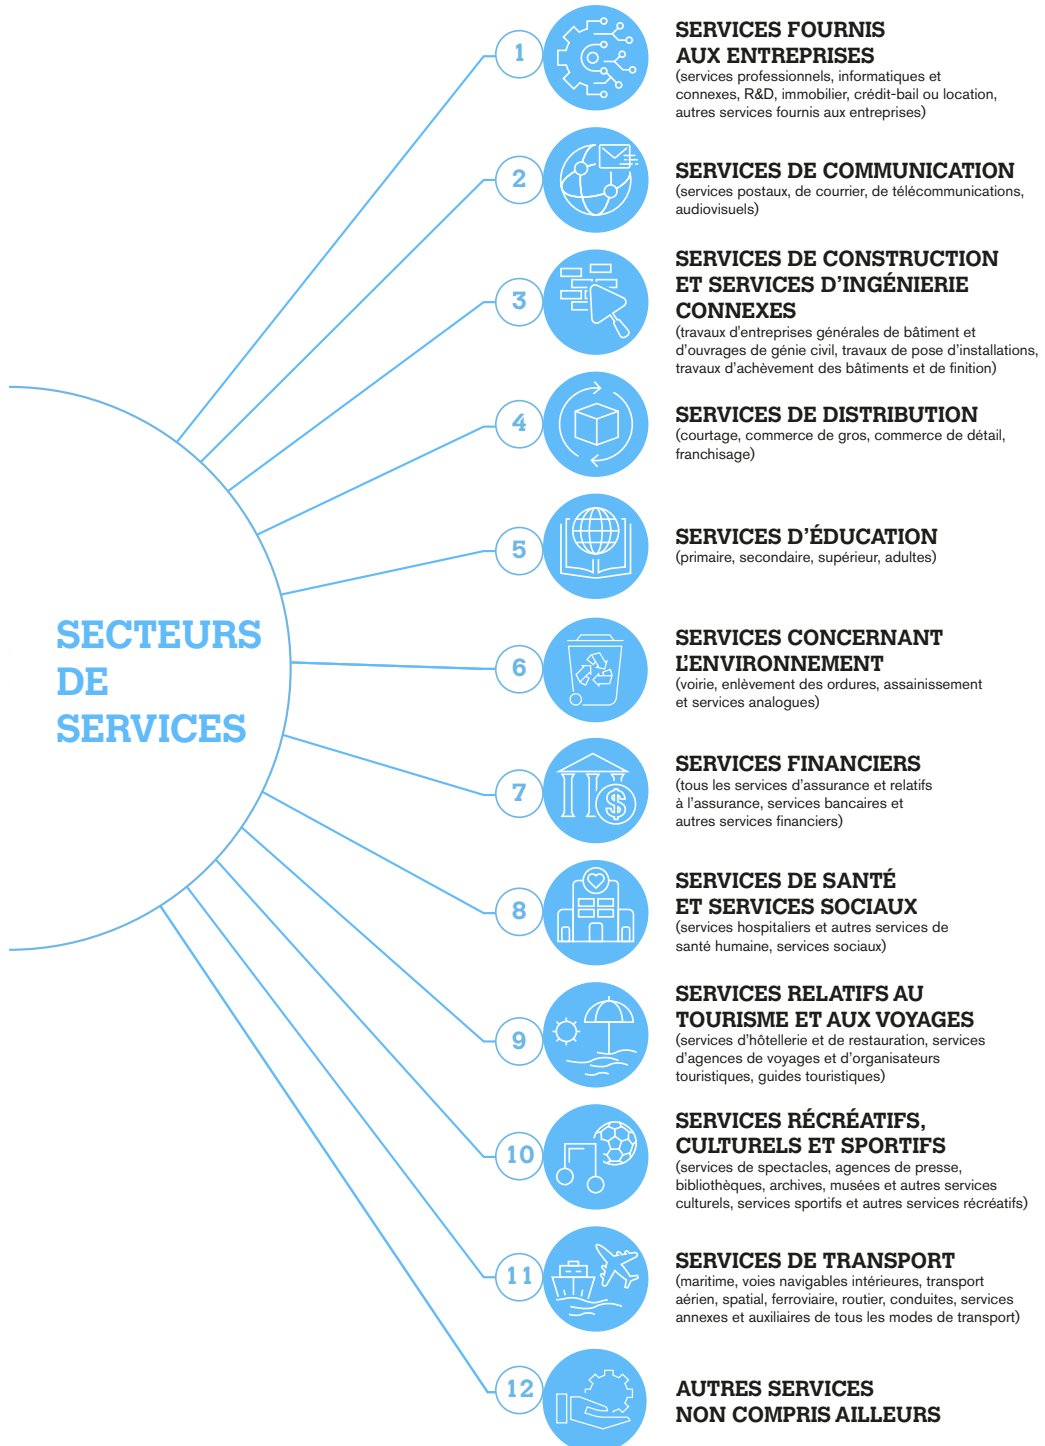 SECTEURS
DE
SERVICES
1
SERVICES FOURNIS
AUX ENTREPRISES
(services professionnels, informatiques et
connexes, R&D, immobilier, crédit-bail ou location,
autres services fournis aux entreprises)
2
SERVICES DE COMMUNICATION
(services postaux, de courrier, de télécommunications,
audiovisuels)
3
SERVICES DE CONSTRUCTION
ET SERVICES D’INGÉNIERIE
CONNEXES
(travaux d'entreprises générales de bâtiment et
d’ouvrages de génie civil, travaux de pose d’installations,
travaux d’achèvement des bâtiments et de finition)
4
SERVICES DE DISTRIBUTION
(courtage, commerce de gros, commerce de détail,
franchisage)
5
SERVICES D’ÉDUCATION
(primaire, secondaire, supérieur, adultes)
6
SERVICES CONCERNANT
L’ENVIRONNEMENT
(voirie, enlèvement des ordures, assainissement
et services analogues)
7
$
SERVICES FINANCIERS
(tous les services d’assurance et relatifs
à l’assurance, services bancaires et
autres services financiers)
8
SERVICES DE SANTÉ
ET SERVICES SOCIAUX
(services hospitaliers et autres services de
santé humaine, services sociaux)
9
SERVICES RELATIFS AU
TOURISME ET AUX VOYAGES
(services d’hôtellerie et de restauration, services
d’agences de voyages et d’organisateurs
touristiques, guides touristiques)
10
SERVICES RÉCRÉATIFS,
CULTURELS ET SPORTIFS
(services de spectacles, agences de presse,
bibliothèques, archives, musées et autres services
culturels, services sportifs et autres services récréatifs)
11
SERVICES DE TRANSPORT
(maritime, voies navigables intérieures, transport
aérien, spatial, ferroviaire, routier, conduites, services
annexes et auxiliaires de tous les modes de transport)
12
AUTRES SERVICES
NON COMPRIS AILLEURS